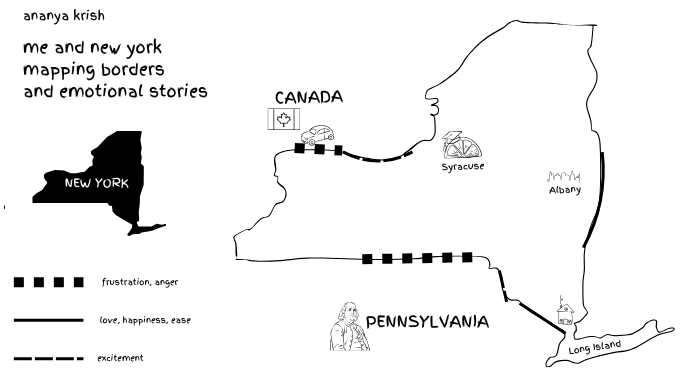 ananya krish
me and new york
mapping borders
and emotional stories
CANADA
Syracuse
NEW YORK
Albany
frustration, anger
love, happiness, ease
PENNSYLVANIA
Long Island
excitement